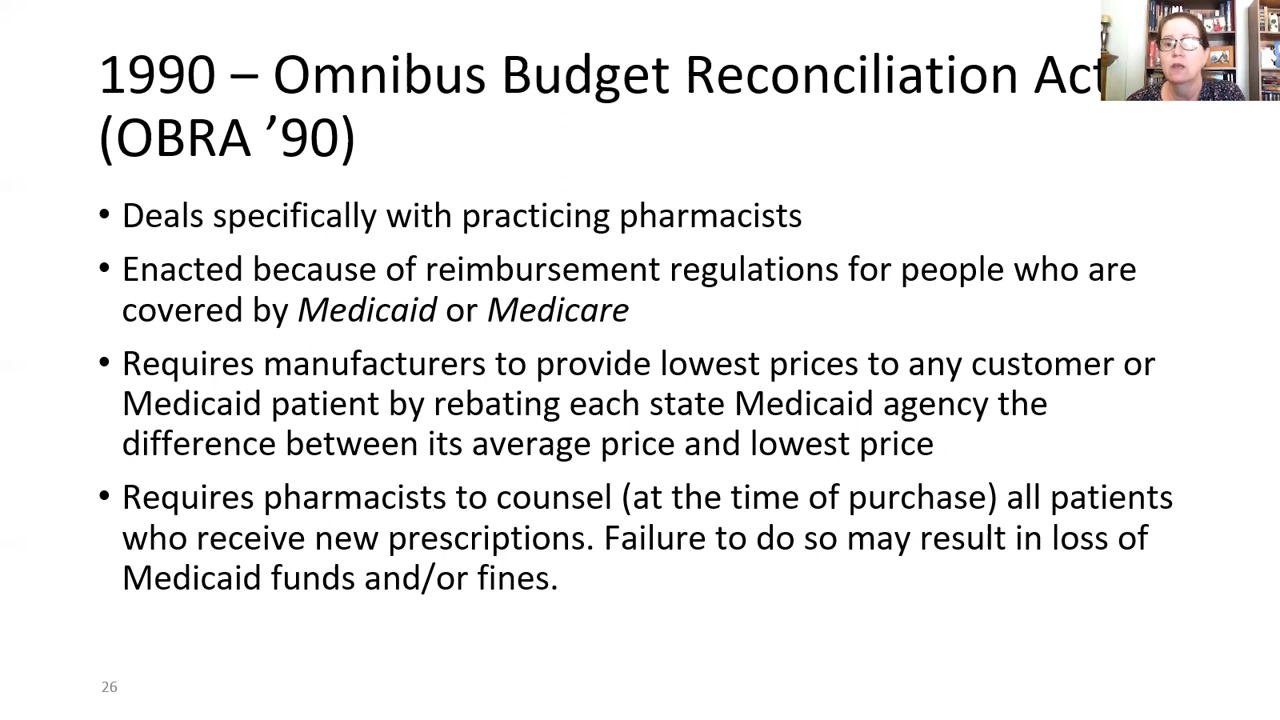 1990 – Omnibus Budget Reconciliation Act
(OBRA ’90)
• Deals specifically with practicing pharmacists
• Enacted because of reimbursement regulations for people who are
covered by Medicaid or Medicare
• Requires manufacturers to provide lowest prices to any customer or
Medicaid patient by rebating each state Medicaid agency the
difference between its average price and lowest price
• Requires pharmacists to counsel (at the time of purchase) all patients
who receive new prescriptions. Failure to do so may result in loss of
Medicaid funds and/or fines.
26